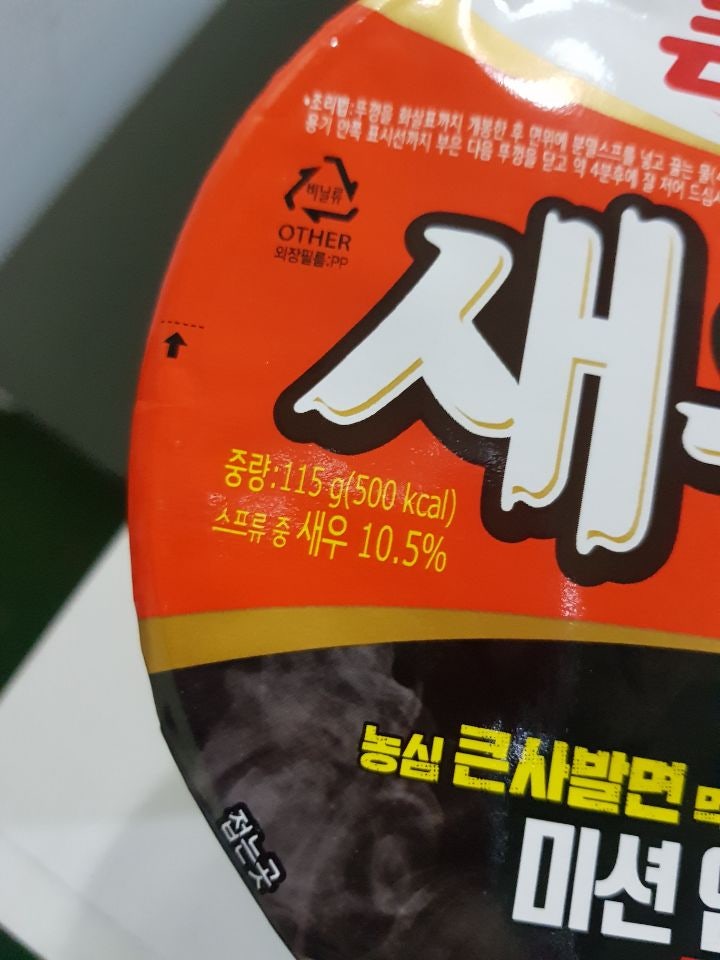 •조리법:뚜껑을 화살표까지 개봉한 후 면위에 분말스프를 넣고 끓는 물(
용기 안쪽 표시선까지 부은 다음 뚜껑을 닫고 약 4분후에 잘 저어 드십시
비닐류
OTHER
외장필름:PP
새
중량:115 g(500 kcal)
스프류 중 새우 10.5%
농심 큰사발면
미션
접는곳